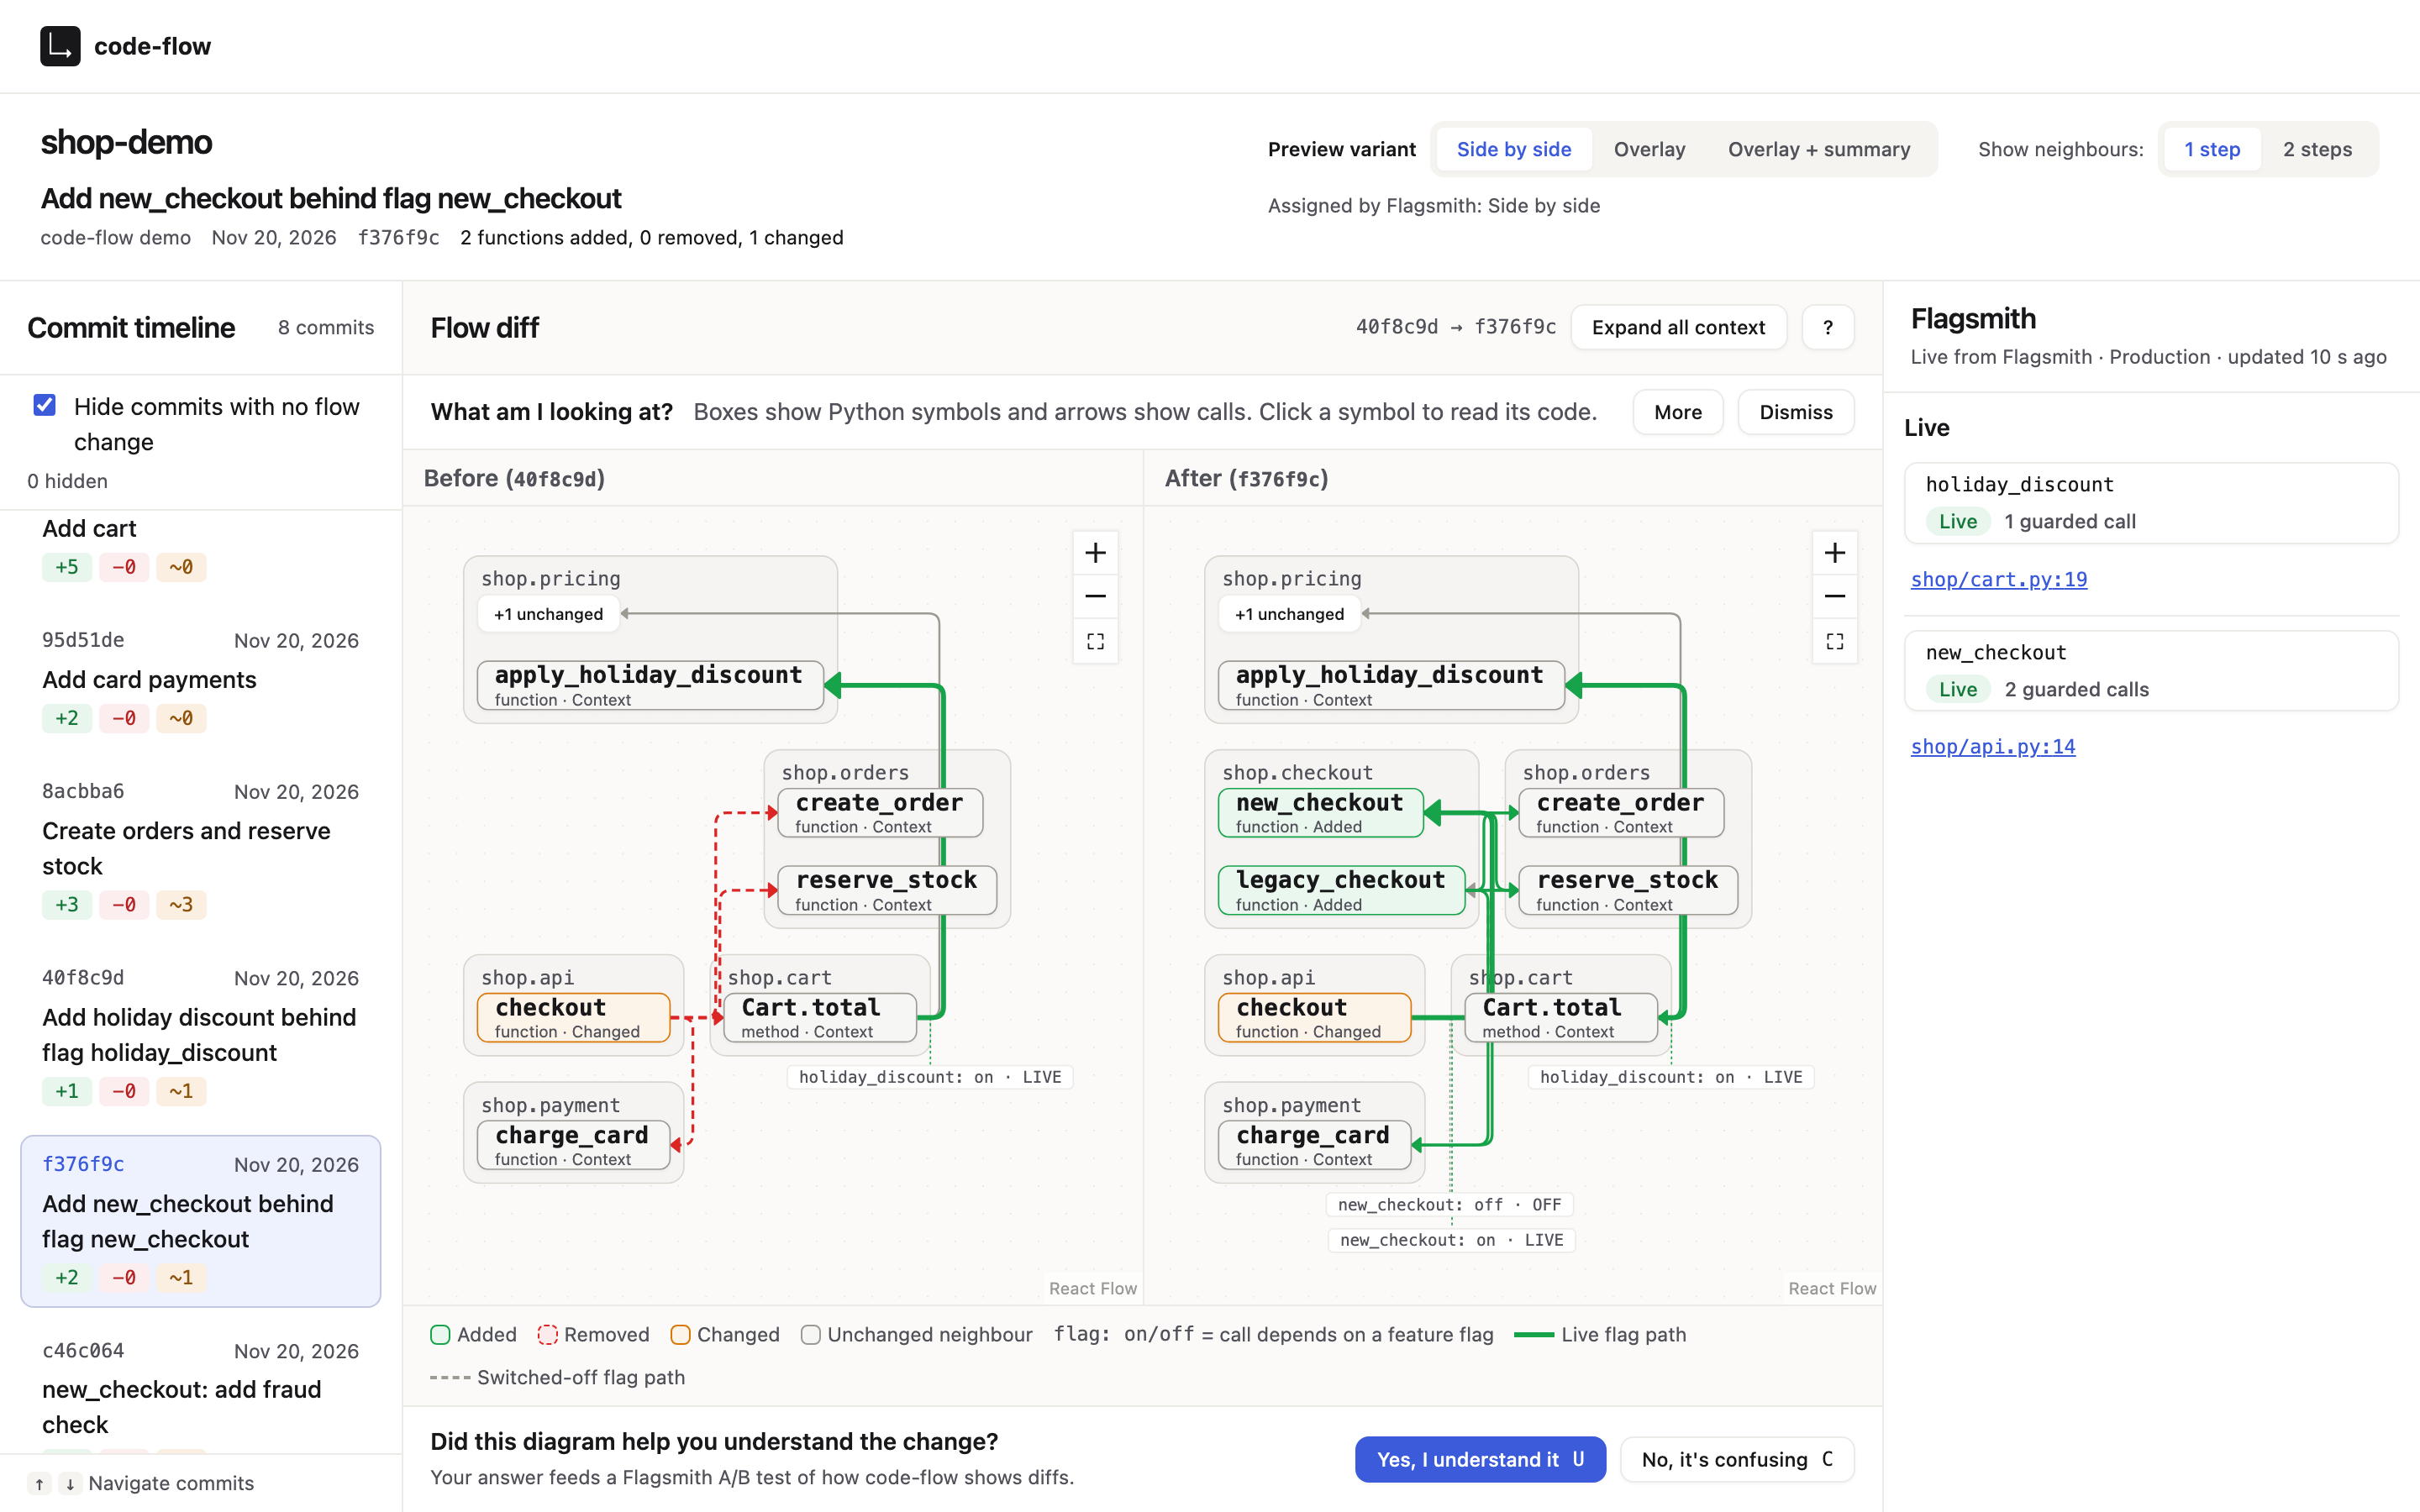 code-flow
shop-demo
Add new_checkout behind flag new_checkout
code-flow demo Nov 20, 2026 f376f9c 2 functions added, 0 removed, 1 changed
Preview variant Side by side Overlay Overlay + summary Show neighbours: 1 step 2 steps
Assigned by Flagsmith: Side by side
Commit timeline 8 commits
Hide commits with no flow
change
0 hidden
Add cart
+5 −0 ~0
95d51de Nov 20, 2026
Add card payments
+2 −0 ~0
8acbba6 Nov 20, 2026
Create orders and reserve
stock
+3 −0 ~3
40f8c9d Nov 20, 2026
Add holiday discount behind
flag holiday_discount
+1 −0 ~1
f376f9c Nov 20, 2026
Add new_checkout behind
flag new_checkout
+2 −0 ~1
c46c064 Nov 20, 2026
new_checkout: add fraud
check
↑ ↓ Navigate commits
Flow diff 40f8c9d → f376f9c Expand all context ?
What am I looking at? Boxes show Python symbols and arrows show calls. Click a symbol to read its code. More Dismiss
Before (40f8c9d)
shop.pricing
+1 unchanged
apply_holiday_discount
function · Context
shop.orders
create_order
function · Context
reserve_stock
function · Context
shop.api
checkout
function · Changed
shop.cart
Cart.total
method · Context
holiday_discount: on · LIVE
shop.payment
charge_card
function · Context
React Flow
After (f376f9c)
shop.pricing
+1 unchanged
apply_holiday_discount
function · Context
shop.checkout
new_checkout
function · Added
legacy_checkout
function · Added
shop.orders
create_order
function · Context
reserve_stock
function · Context
shop.api
checkout
function · Changed
shop.cart
Cart.total
method · Context
holiday_discount: on · LIVE
shop.payment
charge_card
function · Context
new_checkout: off · OFF
new_checkout: on · LIVE
React Flow
Added Removed Changed Unchanged neighbour flag: on/off = call depends on a feature flag Live flag path
Switched-off flag path
Did this diagram help you understand the change?
Your answer feeds a Flagsmith A/B test of how code-flow shows diffs.
Yes, I understand it U No, it's confusing C
Flagsmith
Live from Flagsmith · Production · updated 10 s ago
Live
holiday_discount
Live 1 guarded call
shop/cart.py:19
new_checkout
Live 2 guarded calls
shop/api.py:14